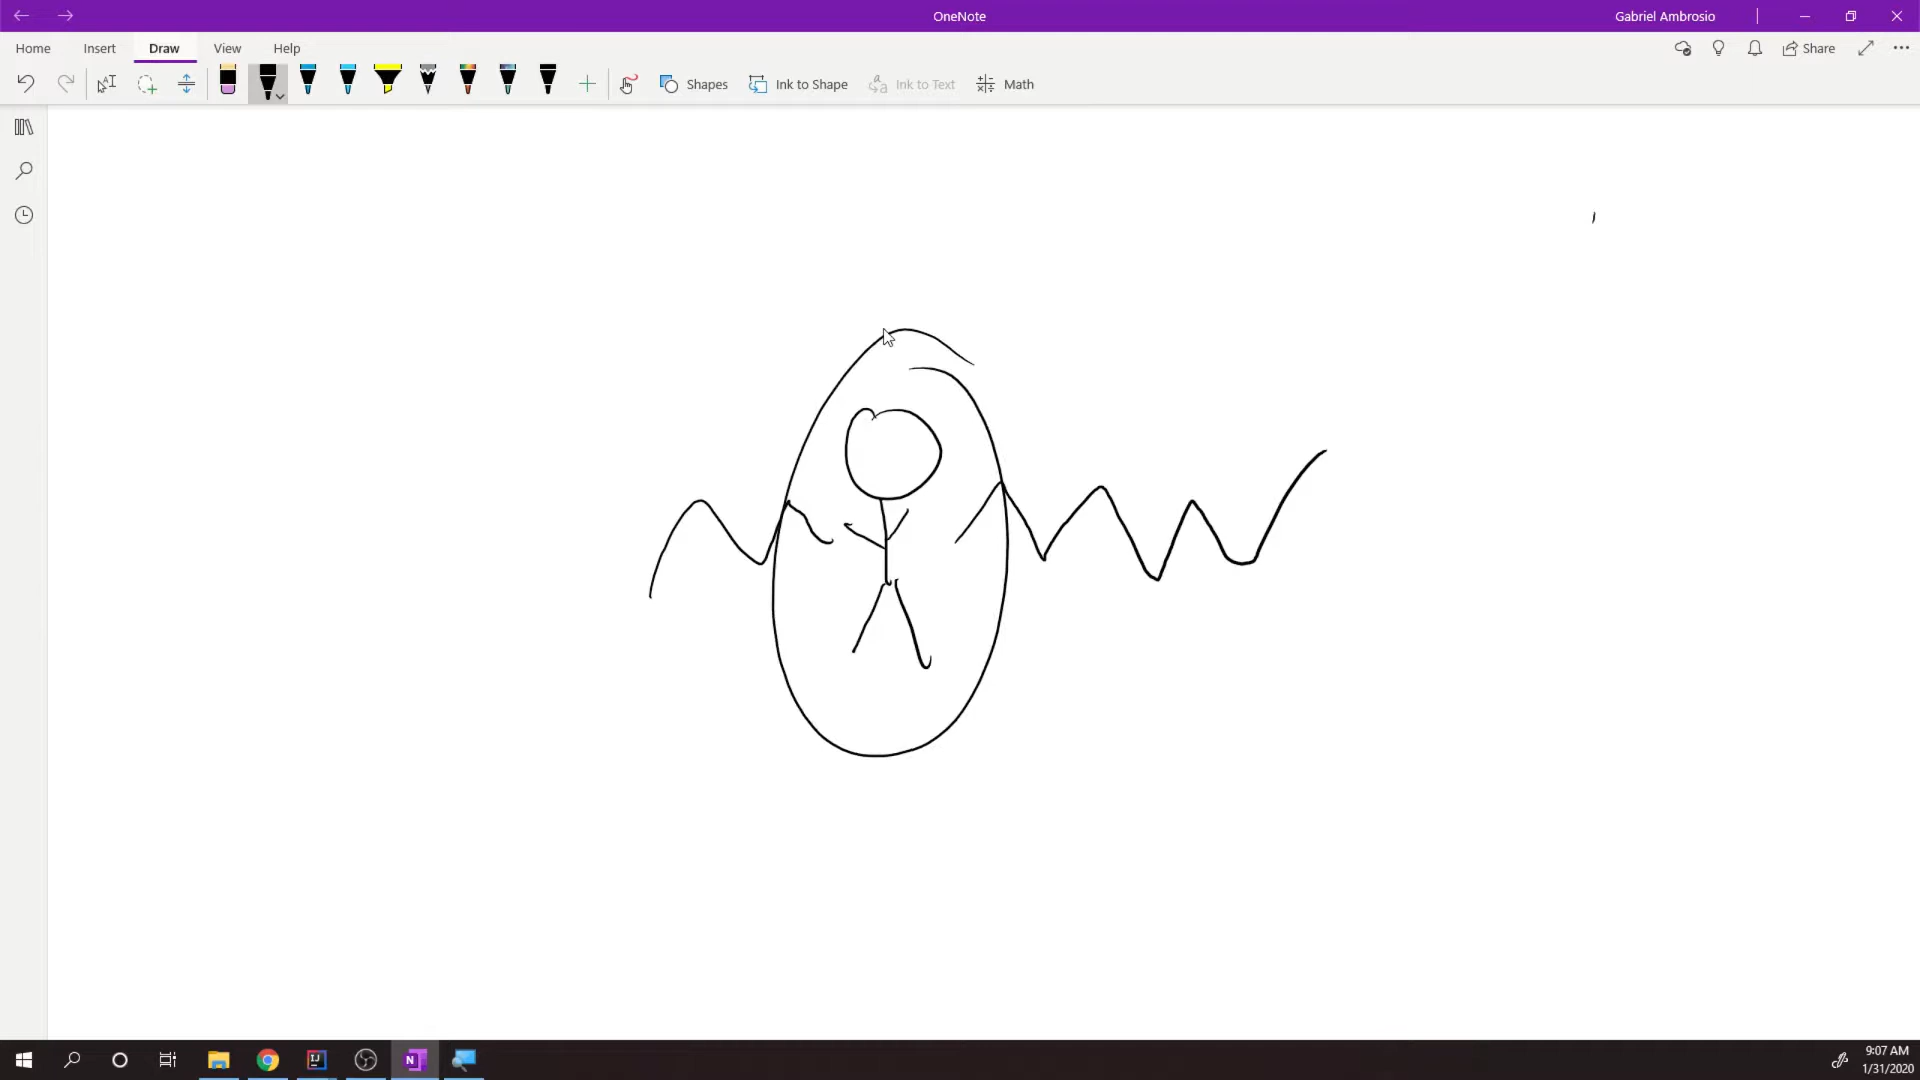 OneNote
Gabriel Ambrosio
Home
Insert
Draw
View
Help
Share
Shapes
Ink to Shape
Ink to Text
Math
9:07 AM
1/31/2020